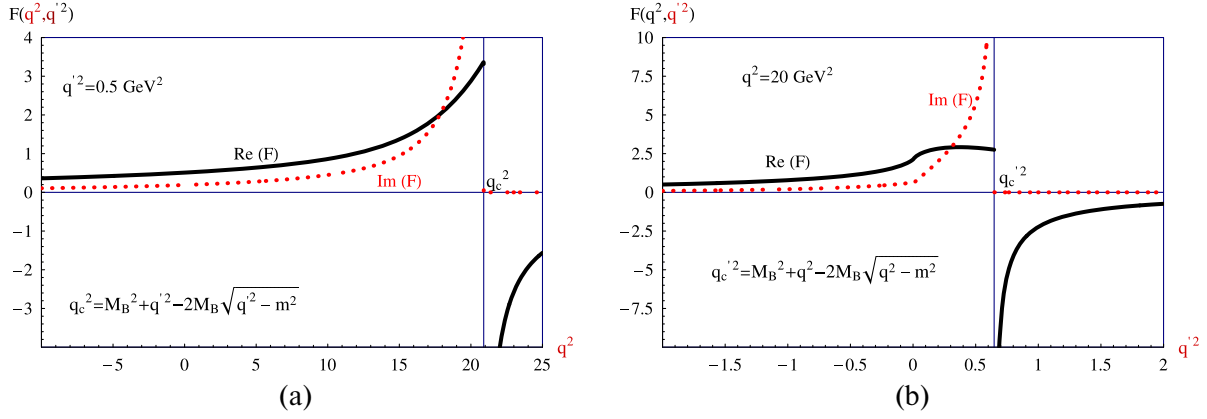 F(q²,q'²)
4
3
2
1
0
−1
−2
−3
q'²=0.5 GeV²
Re (F)
Im (F)
q_c²
q_c²=M_B²+q'²−2M_B√(q'²−m²)
−5 0 5 10 15 20 25 q²
(a)
F(q²,q'²)
10
7.5
5
2.5
0
−2.5
−5
−7.5
q²=20 GeV²
Im (F)
Re (F)
q_c'²
q_c'²=M_B²+q²−2M_B√(q²−m²)
−1.5 −1 −0.5 0 0.5 1 1.5 2 q'²
(b)